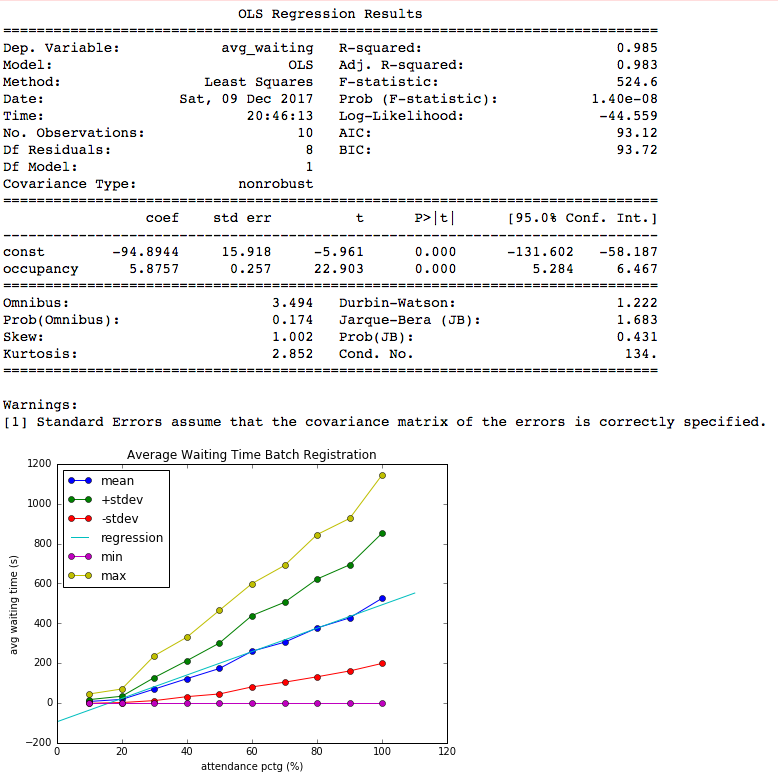 OLS Regression Results
==============================================================================
Dep. Variable: avg_waiting R-squared: 0.985
Model: OLS Adj. R-squared: 0.983
Method: Least Squares F-statistic: 524.6
Date: Sat, 09 Dec 2017 Prob (F-statistic): 1.40e-08
Time: 20:46:13 Log-Likelihood: -44.559
No. Observations: 10 AIC: 93.12
Df Residuals: 8 BIC: 93.72
Df Model: 1
Covariance Type: nonrobust
==============================================================================
coef std err t P>|t| [95.0% Conf. Int.]
------------------------------------------------------------------------------
const -94.8944 15.918 -5.961 0.000 -131.602 -58.187
occupancy 5.8757 0.257 22.903 0.000 5.284 6.467
==============================================================================
Omnibus: 3.494 Durbin-Watson: 1.222
Prob(Omnibus): 0.174 Jarque-Bera (JB): 1.683
Skew: 1.002 Prob(JB): 0.431
Kurtosis: 2.852 Cond. No. 134.
==============================================================================
Warnings:
[1] Standard Errors assume that the covariance matrix of the errors is correctly specified.
Average Waiting Time Batch Registration
1200
1000
800
600
400
200
0
−200
avg waiting time (s)
mean
+stdev
-stdev
regression
min
max
0 20 40 60 80 100 120
attendance pctg (%)